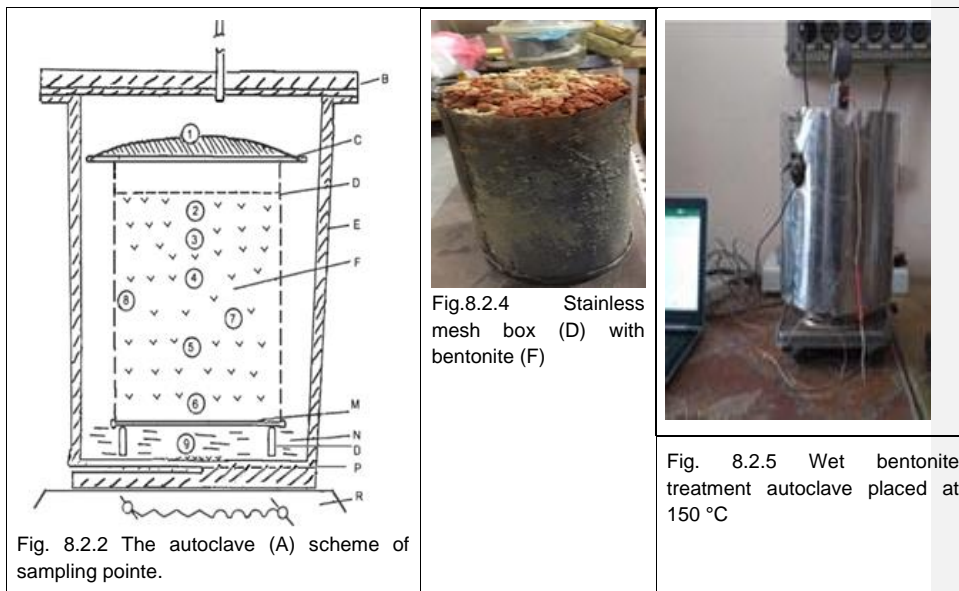 B
1
C
D
2
3
E
4
F
8
7
5
6
M
9
N
D
P
R
Fig. 8.2.2 The autoclave (A) scheme of
sampling pointe.
Fig.8.2.4 Stainless
mesh box (D) with
bentonite (F)
Fig. 8.2.5 Wet bentonite
treatment autoclave placed at
150 °C